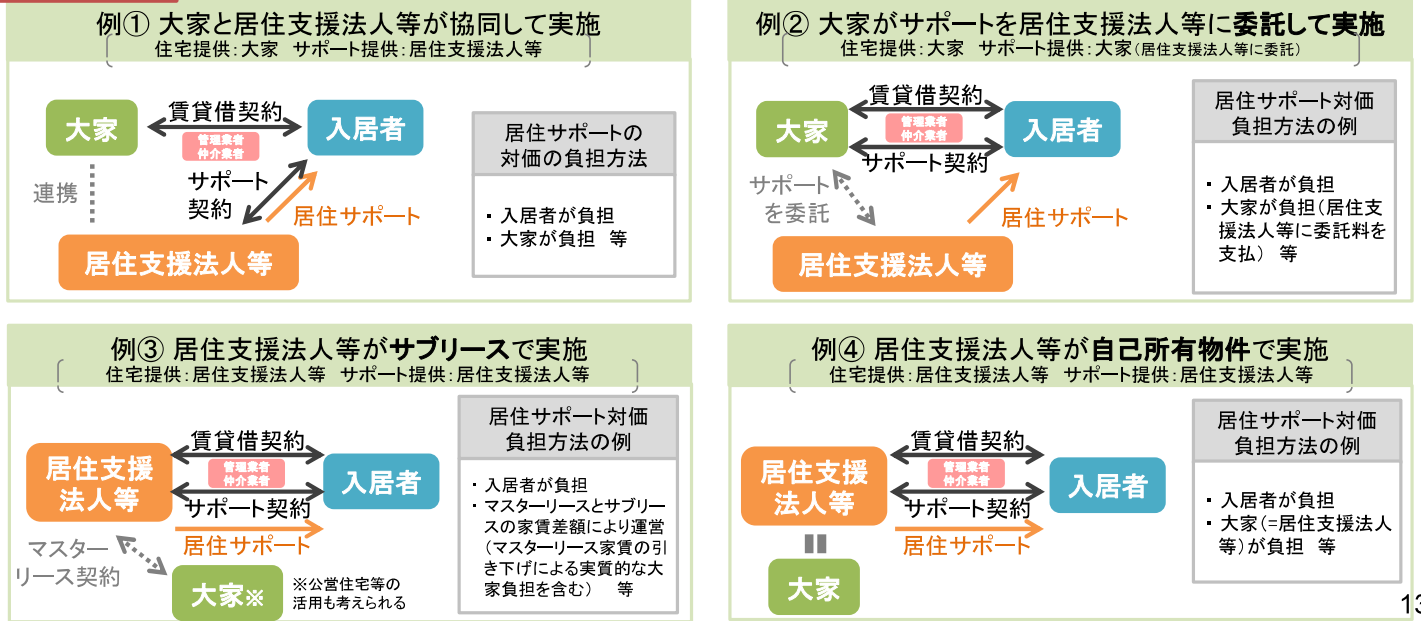 例① 大家と居住支援法人等が協同して実施
住宅提供：大家 サポート提供：居住支援法人等
大家
賃貸借契約
管理業者
仲介業者
入居者
連携
サポート
契約
居住サポート
居住支援法人等
居住サポートの
対価の負担方法
・入居者が負担
・大家が負担 等
例② 大家がサポートを居住支援法人等に委託して実施
住宅提供：大家 サポート提供：大家(居住支援法人等に委託)
大家
賃貸借契約
管理業者
仲介業者
サポート契約
入居者
サポート
を委託
居住サポート
居住支援法人等
居住サポート対価
負担方法の例
・入居者が負担
・大家が負担（居住支
援法人等に委託料を
支払） 等
例③ 居住支援法人等がサブリースで実施
住宅提供：居住支援法人等 サポート提供：居住支援法人等
居住支援
法人等
賃貸借契約
管理業者
仲介業者
サポート契約
居住サポート
入居者
マスター
リース契約
大家※
※公営住宅等の
活用も考えられる
居住サポート対価
負担方法の例
・入居者が負担
・マスターリースとサブリー
スの家賃差額により運営
（マスターリース家賃の引
き下げによる実質的な大
家負担を含む） 等
例④ 居住支援法人等が自己所有物件で実施
住宅提供：居住支援法人等 サポート提供：居住支援法人等
居住支援
法人等
賃貸借契約
管理業者
仲介業者
サポート契約
居住サポート
入居者
大家
居住サポート対価
負担方法の例
・入居者が負担
・大家(=居住支援法人
等)が負担 等
13